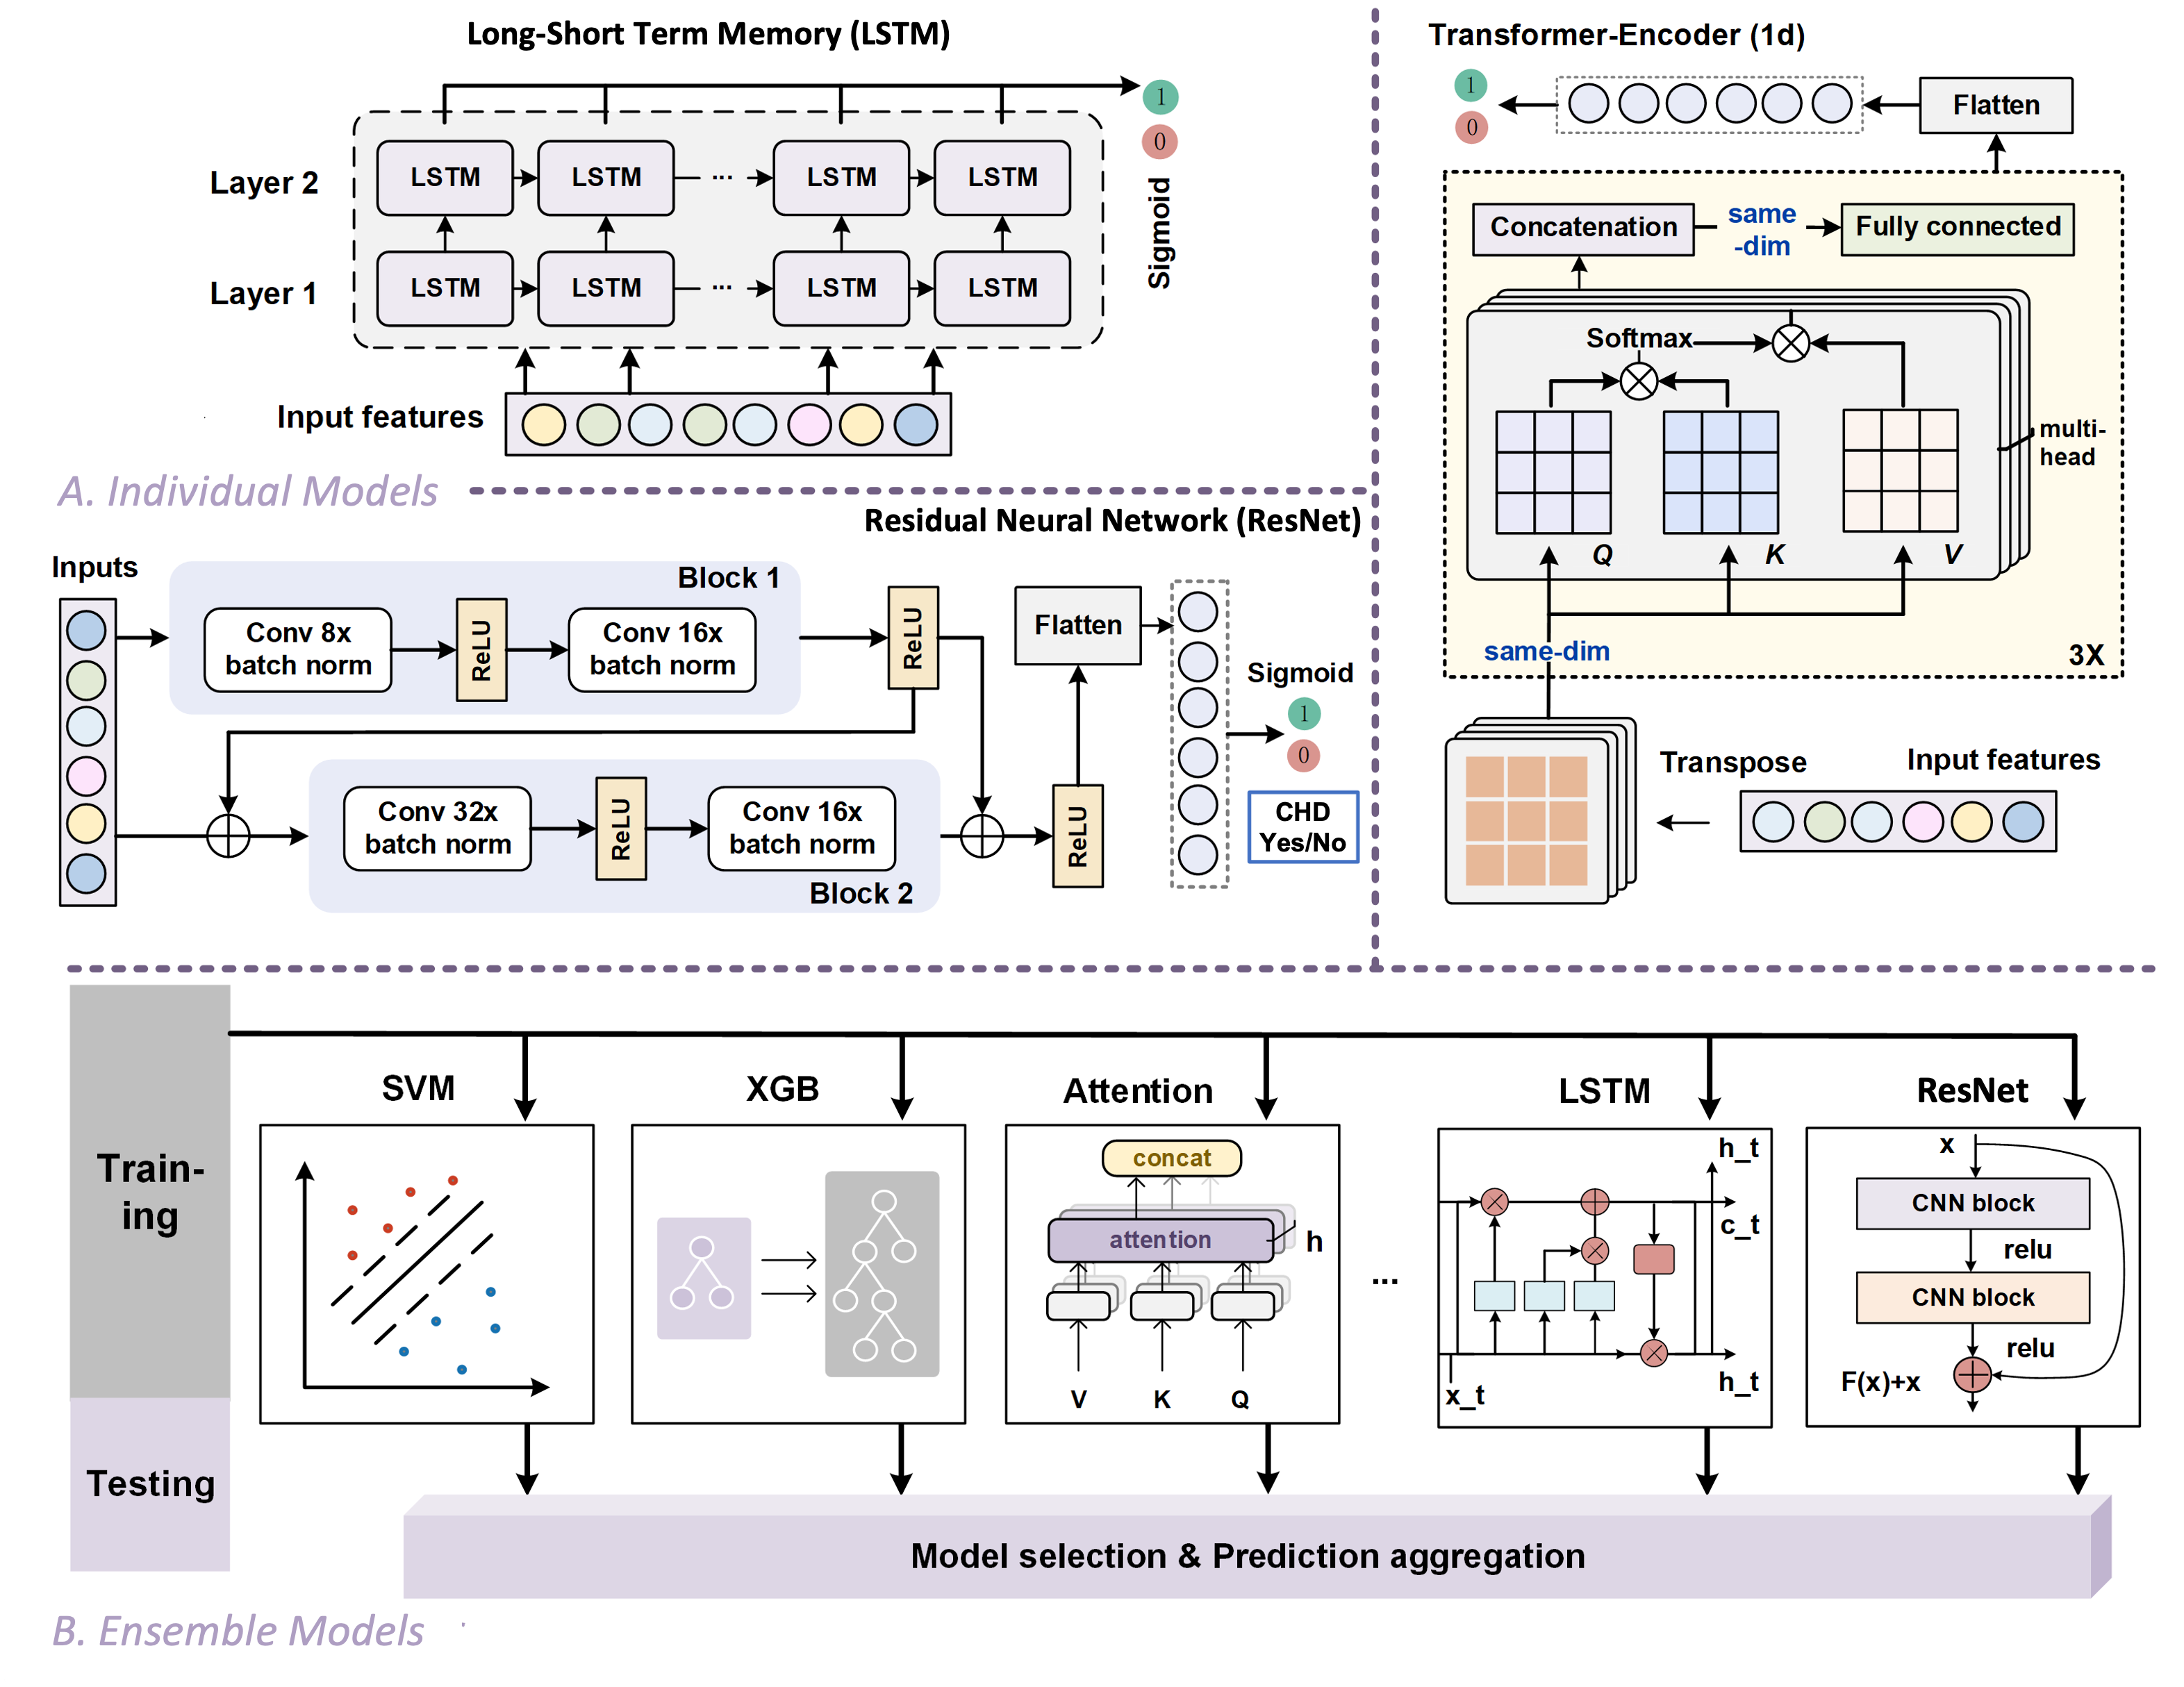 Long-Short Term Memory (LSTM)
1
0
Sigmoid
Layer 2
LSTM
LSTM
...
LSTM
LSTM
Layer 1
LSTM
LSTM
...
LSTM
LSTM
Input features
A. Individual Models
Residual Neural Network (ResNet)
Inputs
Block 1
Conv 8x
batch norm
ReLU
Conv 16x
batch norm
ReLU
Conv 32x
batch norm
ReLU
Conv 16x
batch norm
Block 2
ReLU
Flatten
Sigmoid
1
0
CHD
Yes/No
Transformer-Encoder (1d)
1
0
Flatten
Concatenation
same
-dim
Fully connected
Softmax
multi-
head
Q
K
V
same-dim
3X
Transpose
Input features
Train-
ing
Testing
SVM
XGB
Attention
concat
attention
h
V
K
Q
...
LSTM
h_t
c_t
h_t
x_t
ResNet
x
CNN block
relu
CNN block
relu
F(x)+x
Model selection & Prediction aggregation
B. Ensemble Models